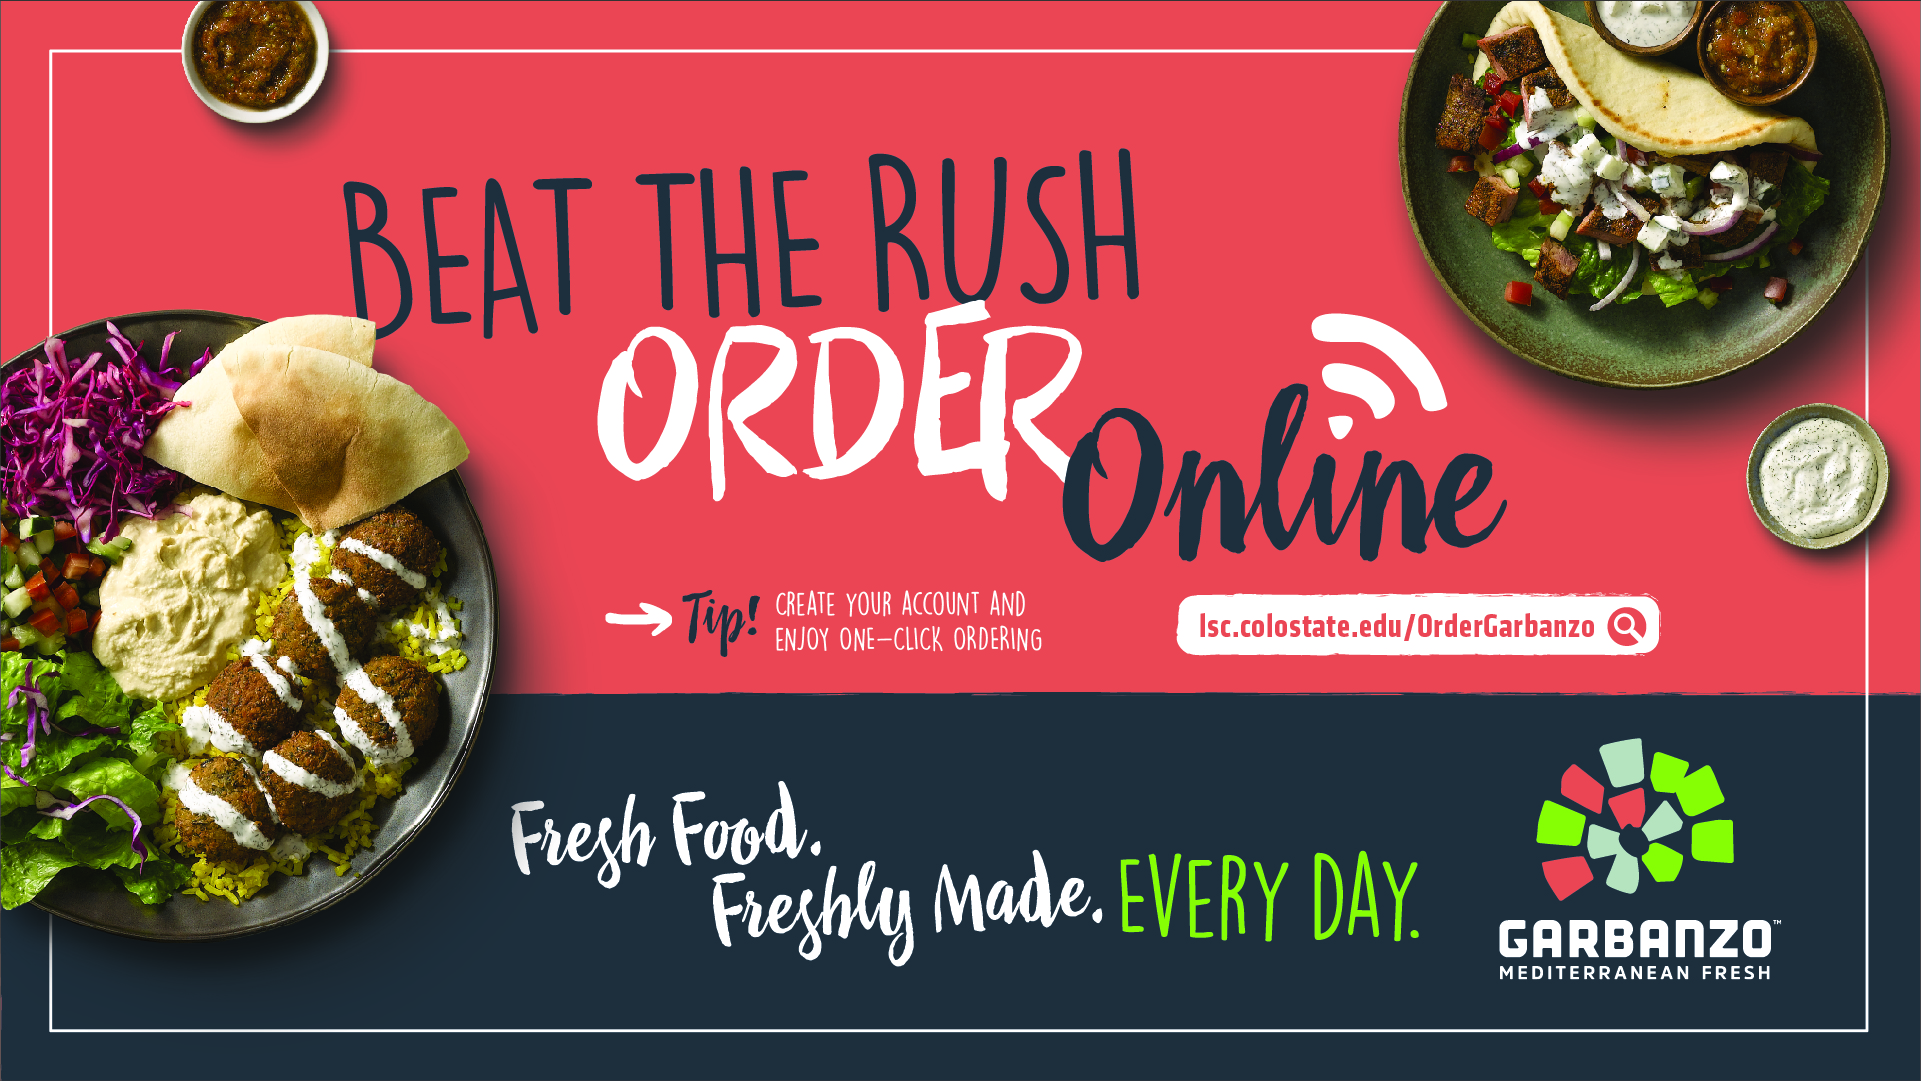 BEAT THE RUSH
ORDER
Online
Tip! CREATE YOUR ACCOUNT AND
ENJOY ONE-CLICK ORDERING
lsc.colostate.edu/OrderGarbanzo
Fresh Food.
Freshly Made. EVERY DAY.
GARBANZO™
MEDITERRANEAN FRESH